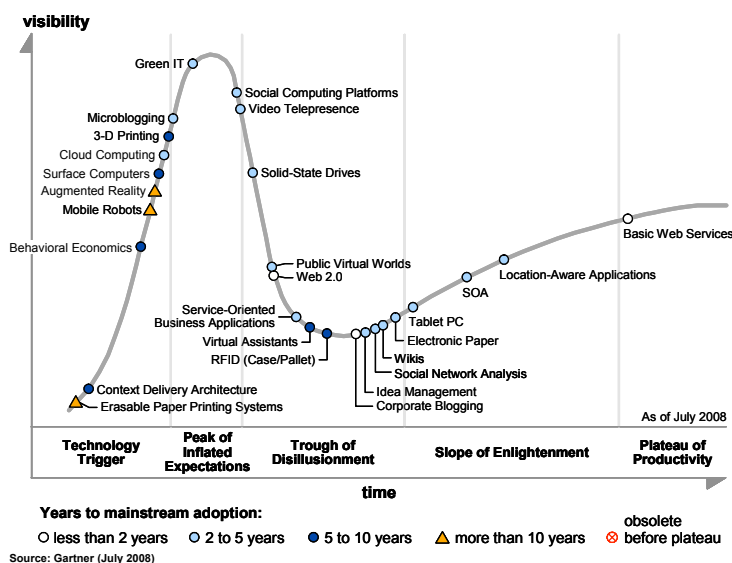 visibility
Green IT
Social Computing Platforms
Video Telepresence
Microblogging
3-D Printing
Cloud Computing
Surface Computers
Augmented Reality
Mobile Robots
Solid-State Drives
Basic Web Services
Behavioral Economics
Public Virtual Worlds
Web 2.0
Location-Aware Applications
SOA
Service-Oriented
Business Applications
Tablet PC
Virtual Assistants
Electronic Paper
RFID (Case/Pallet)
Wikis
Social Network Analysis
Context Delivery Architecture
Idea Management
Erasable Paper Printing Systems
Corporate Blogging
As of July 2008
Technology
Trigger
Peak of
Inflated
Expectations
Trough of
Disillusionment
Slope of Enlightenment
Plateau of
Productivity
time
Years to mainstream adoption:
less than 2 years
2 to 5 years
5 to 10 years
more than 10 years
obsolete
before plateau
Source: Gartner (July 2008)